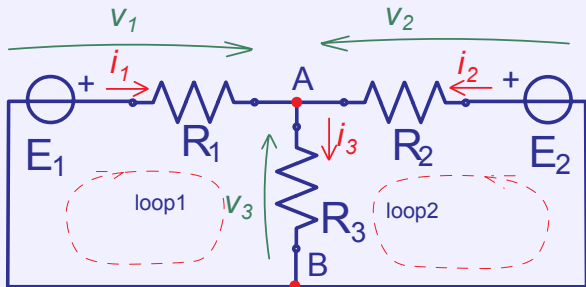 v1 v2
i1 A i2
+ +
E1 R1 i3 R2 E2
loop1 v3 R3 loop2
B